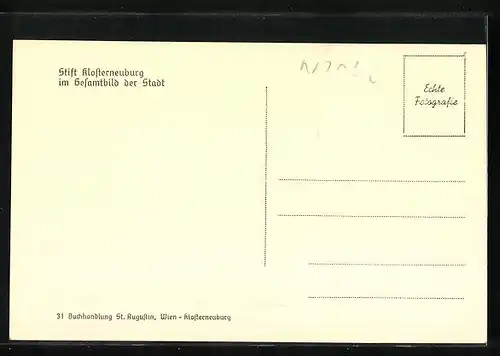 Stift Klosterneuburg
im Gesamtbild der Stadt
Echte
Fotografie
31 Buchhandlung St. Augustin, Wien - Klosterneuburg